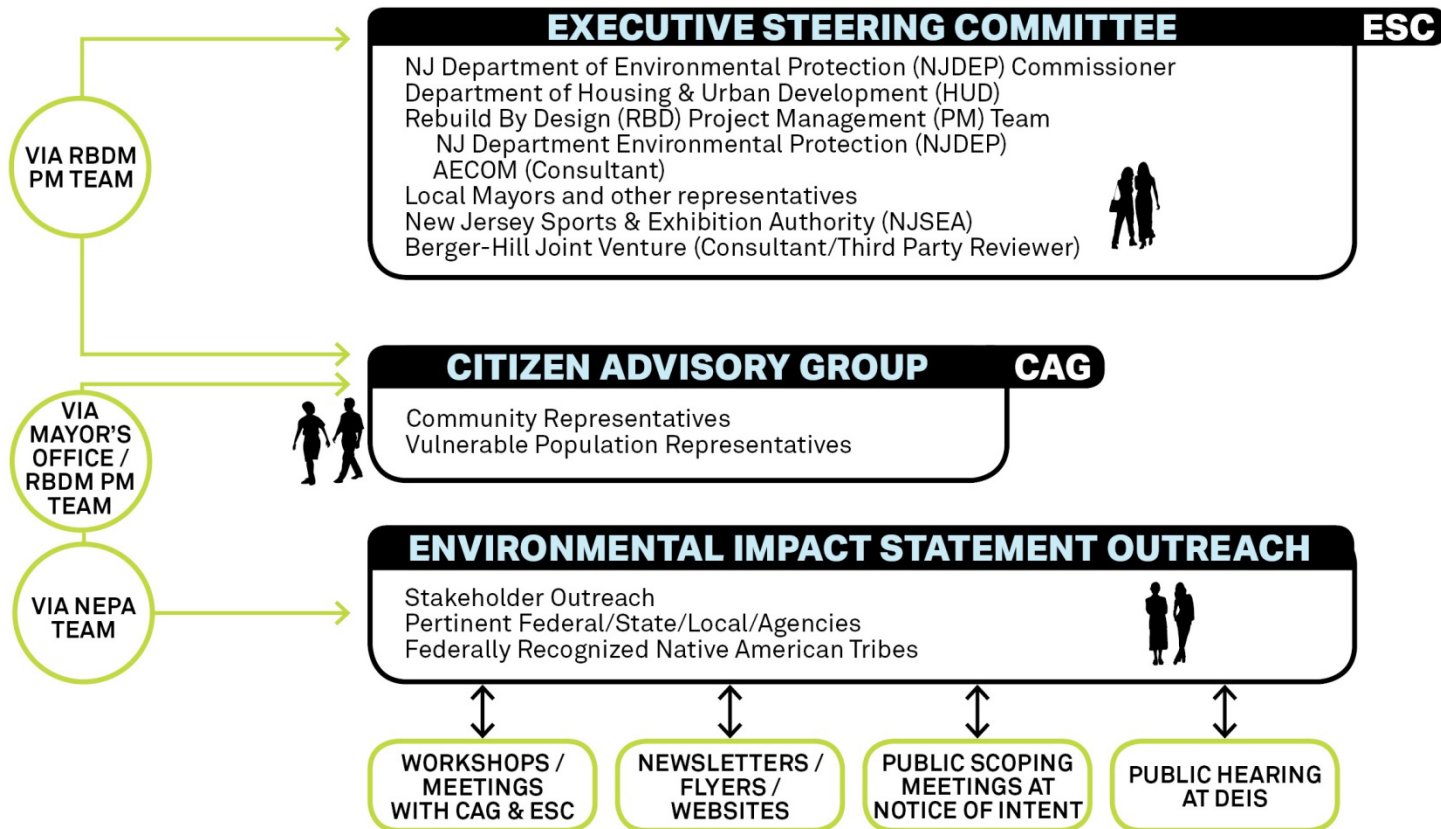 EXECUTIVE STEERING COMMITTEE
ESC
NJ Department of Environmental Protection (NJDEP) Commissioner
Department of Housing & Urban Development (HUD)
Rebuild By Design (RBD) Project Management (PM) Team
NJ Department Environmental Protection (NJDEP)
AECOM (Consultant)
Local Mayors and other representatives
New Jersey Sports & Exhibition Authority (NJSEA)
Berger-Hill Joint Venture (Consultant/Third Party Reviewer)
VIA RBDM
PM TEAM
CITIZEN ADVISORY GROUP
CAG
Community Representatives
Vulnerable Population Representatives
VIA
MAYOR'S
OFFICE /
RBDM PM
TEAM
ENVIRONMENTAL IMPACT STATEMENT OUTREACH
Stakeholder Outreach
Pertinent Federal/State/Local/Agencies
Federally Recognized Native American Tribes
VIA NEPA
TEAM
WORKSHOPS /
MEETINGS
WITH CAG & ESC
NEWSLETTERS /
FLYERS /
WEBSITES
PUBLIC SCOPING
MEETINGS AT
NOTICE OF INTENT
PUBLIC HEARING
AT DEIS